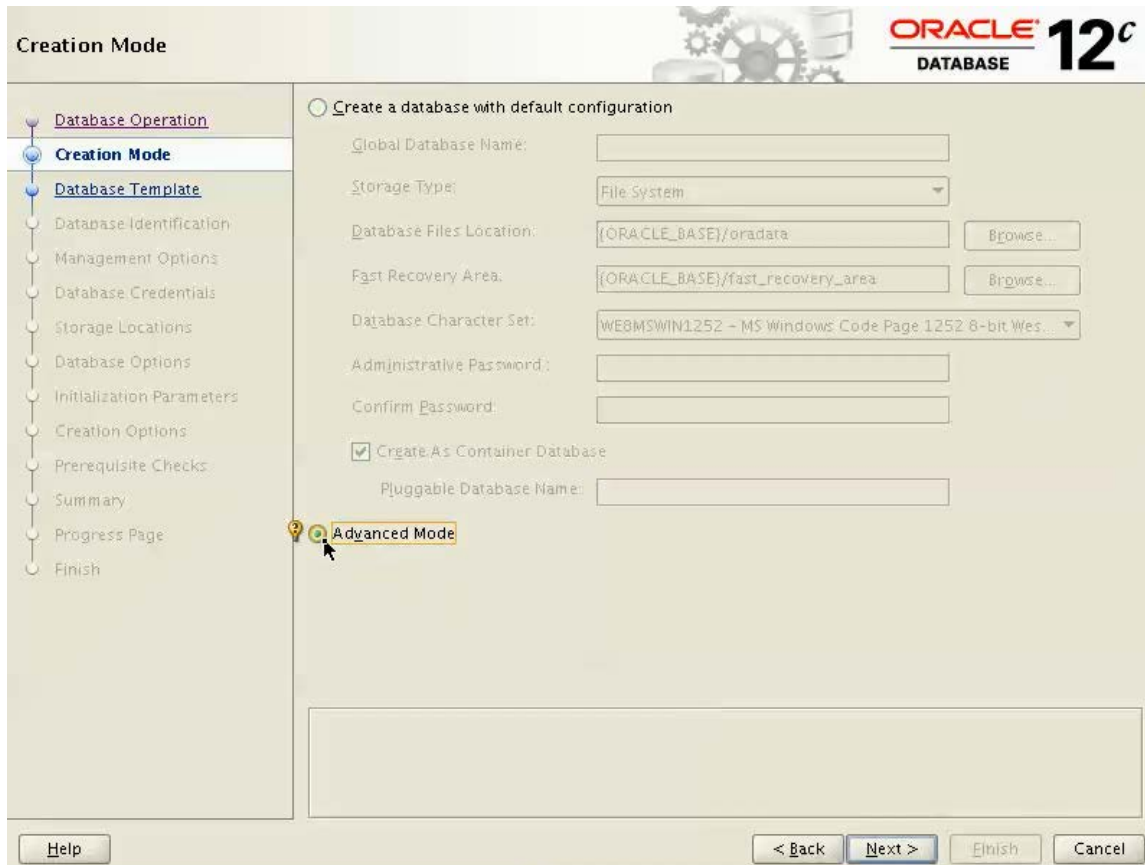 Creation Mode
ORACLE DATABASE 12c
Database Operation
Creation Mode
Database Template
Database Identification
Management Options
Database Credentials
Storage Locations
Database Options
Initialization Parameters
Creation Options
Prerequisite Checks
Summary
Progress Page
Finish
Create a database with default configuration
Global Database Name:
Storage Type: File System
Database Files Location: {ORACLE_BASE}/oradata Browse...
Fast Recovery Area: {ORACLE_BASE}/fast_recovery_area Browse...
Database Character Set: WE8MSWIN1252 - MS Windows Code Page 1252 8-bit Wes...
Administrative Password :
Confirm Password:
Create As Container Database
Pluggable Database Name:
Advanced Mode
Help < Back Next > Finish Cancel